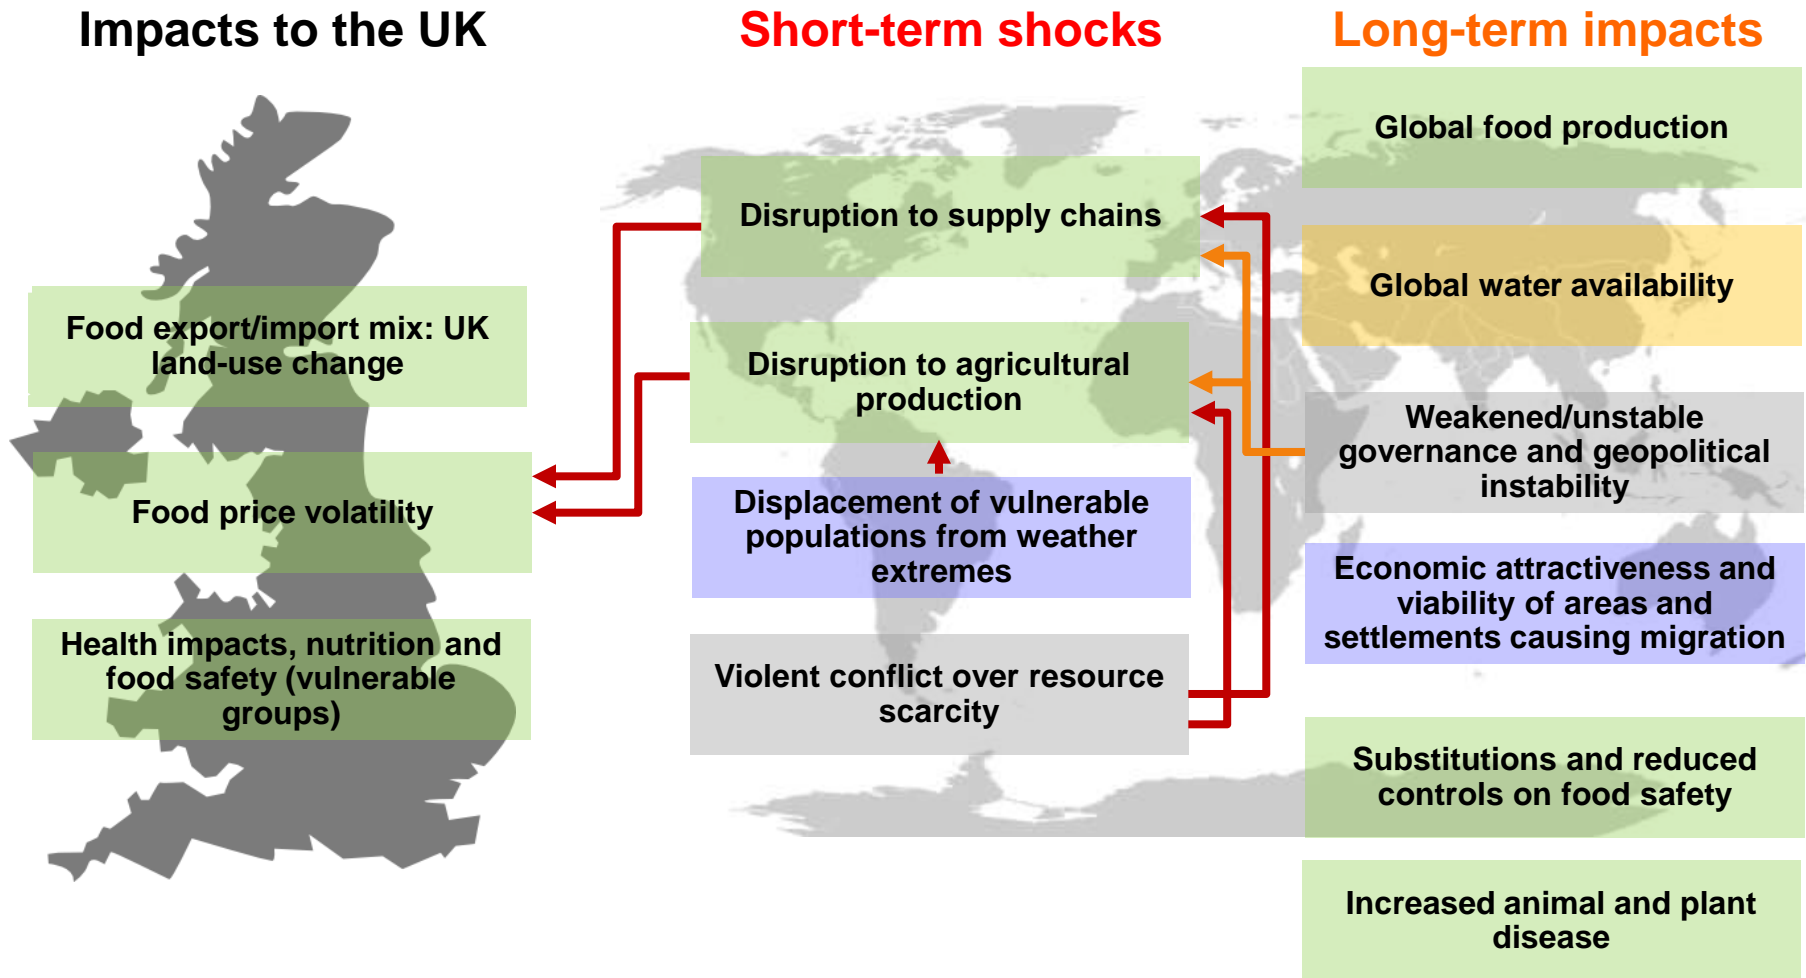 Impacts to the UK
Short-term shocks
Long-term impacts
Food export/import mix: UK
land-use change
Food price volatility
Health impacts, nutrition and
food safety (vulnerable
groups)
Disruption to supply chains
Disruption to agricultural
production
Displacement of vulnerable
populations from weather
extremes
Violent conflict over resource
scarcity
Global food production
Global water availability
Weakened/unstable
governance and geopolitical
instability
Economic attractiveness and
viability of areas and
settlements causing migration
Substitutions and reduced
controls on food safety
Increased animal and plant
disease